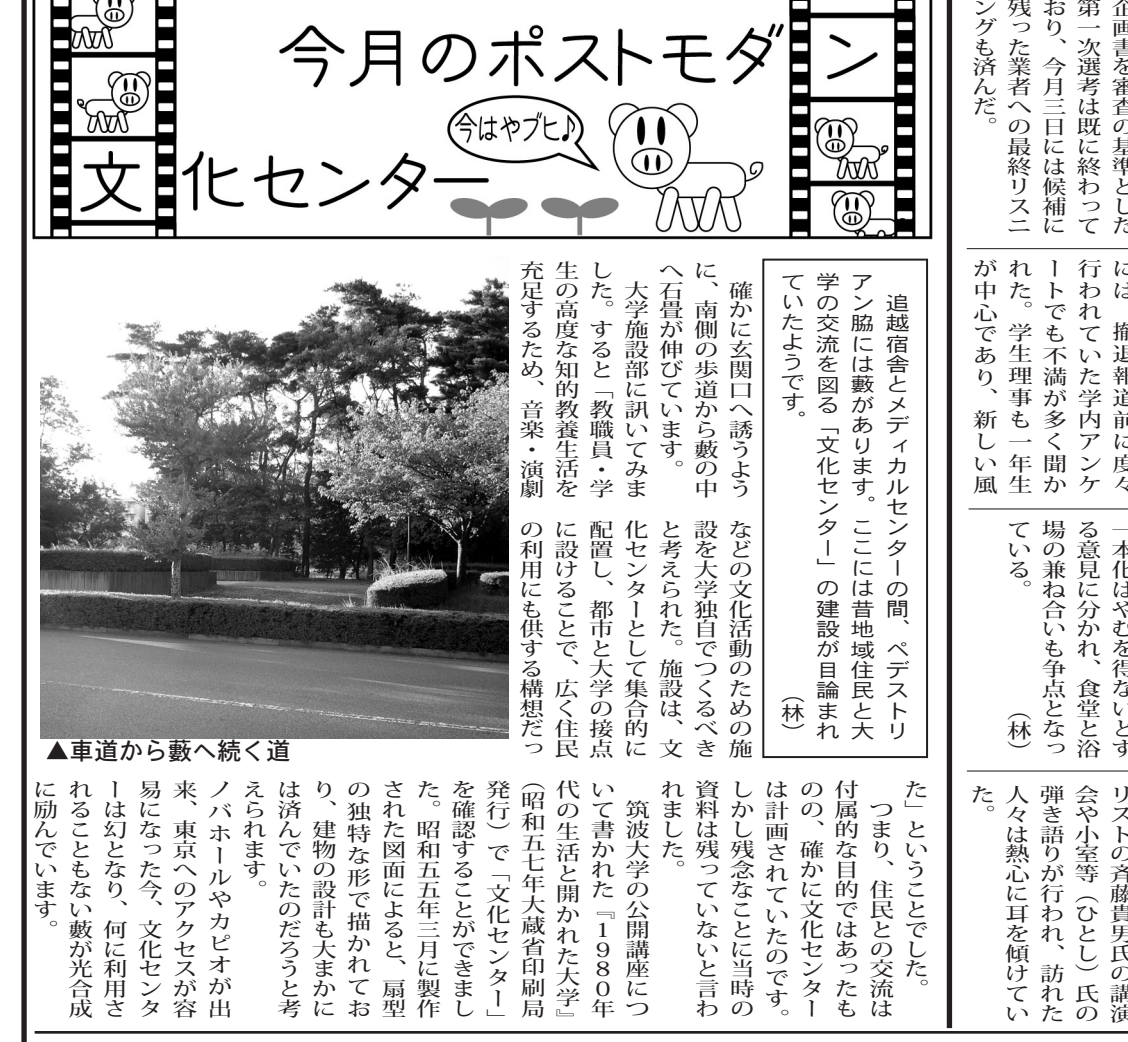 今月のポストモダン
文化センター
今はやブヒ♪
追越宿舎とメディカルセンターの間、ペデストリ
アン脇には藪があります。ここには昔地域住民と大
学の交流を図る「文化センター」の建設が目論まれ
ていたようです。
(林)
確かに玄関口へ誘うよう
に、南側の歩道から藪の中
へ石畳が伸びています。
大学施設部に訊いてみま
した。すると「教職員・学
生の高度な知的教養生活を
充足するため、音楽・演劇
などの文化活動のための施
設を大学独自でつくるべき
と考えられた。施設は、文
化センターとして集合的に
配置し、都市と大学の接点
に設けることで、広く住民
の利用にも供する構想だっ
▲車道から藪へ続く道
た」ということでした。
つまり、住民との交流は
付属的な目的ではあったも
のの、確かに文化センター
は計画されていたのです。
しかし残念なことに当時の
資料は残っていないと言わ
れました。
筑波大学の公開講座につ
いて書かれた『1980年
代の生活と開かれた大学』
(昭和五七年大蔵省印刷局
発行)で「文化センター」
を確認することができまし
た。昭和五五年三月に製作
された図面によると、扇型
の独特な形で描かれてお
り、建物の設計も大まかに
は済んでいたのだろうと考
えられます。
ノバホールやカピオが出
来、東京へのアクセスが容
易になった今、文化センタ
ーは幻となり、何に利用さ
れることもない藪が光合成
に励んでいます。
企画書を審査の基準とした
第一次選考は既に終わって
おり、今月三日には候補に
残った業者への最終リスニ
ングも済んだ。
には、撤退報道前に度々
行われていた学内アンケ
ートでも不満が多く聞か
れた。学生理事も一年生
が中心であり、新しい風
一本化はやむを得ないとす
る意見に分かれ、食堂と浴
場の兼ね合いも争点となっ
ている。
(林)
リストの斉藤貴男氏の講演
会や小室等(ひとし)氏の
弾き語りが行われ、訪れた
人々は熱心に耳を傾けてい
た。